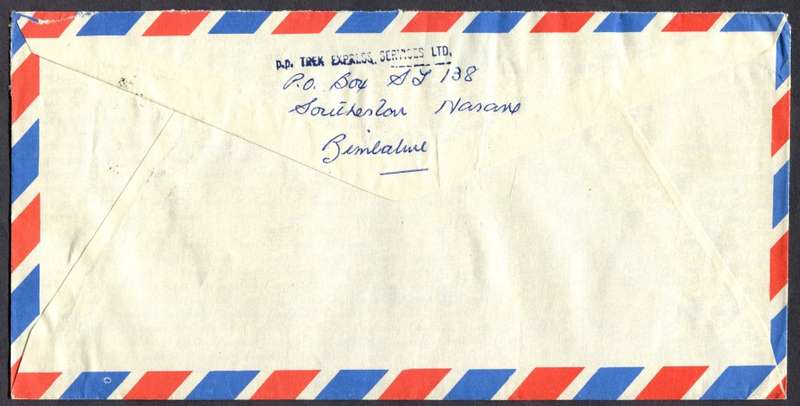 D.D. TREK EXPRESS SERVICES LTD,
P.O. Box ST 138
Southerton Harare
Zimbabwe